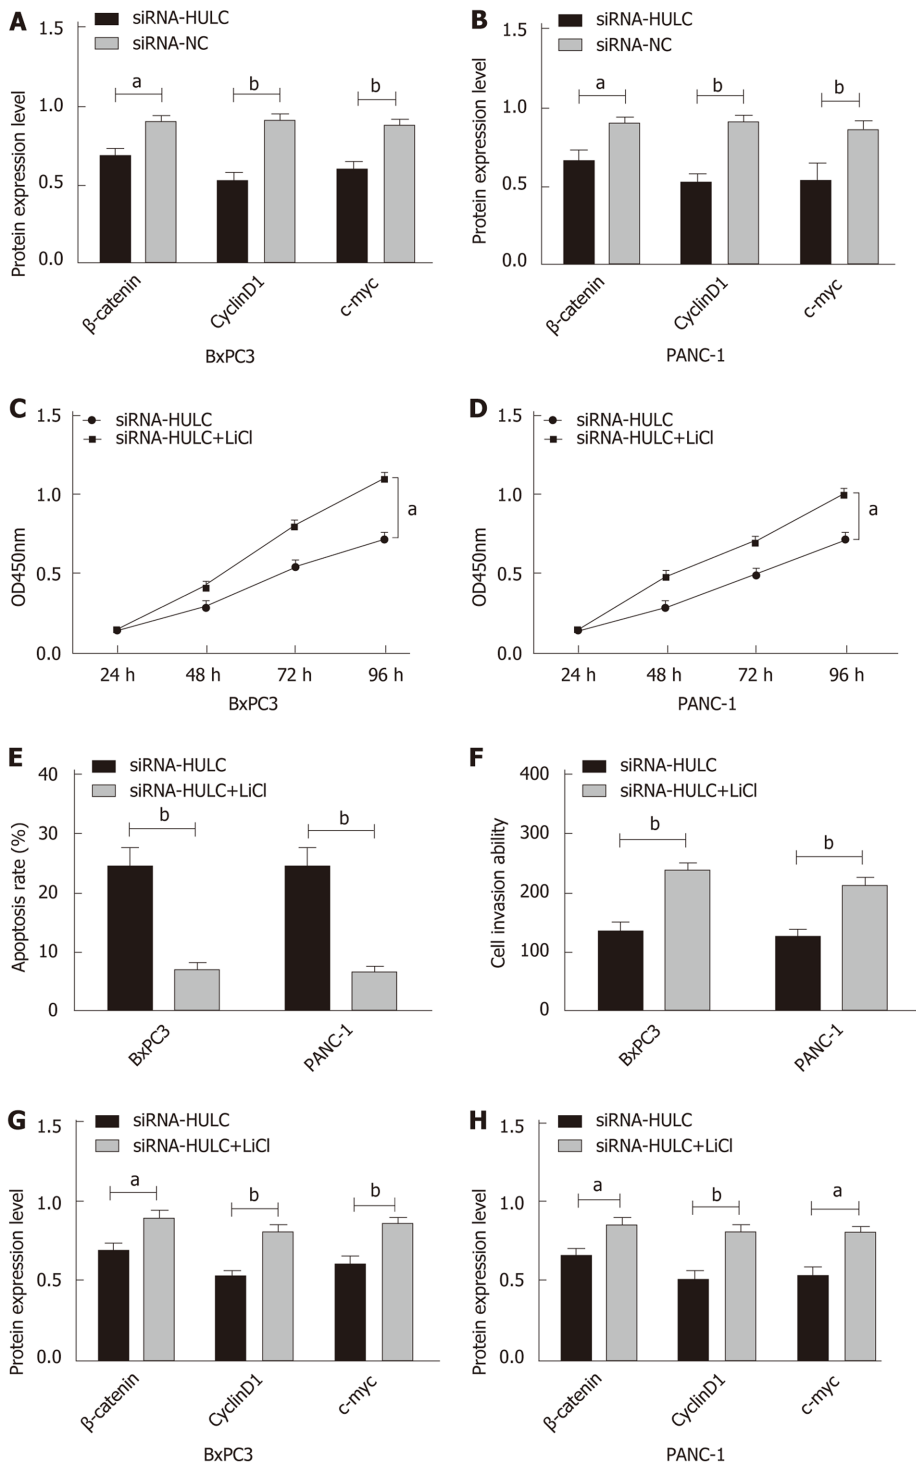 A
siRNA-HULC
siRNA-NC
1.5
1.0
0.5
0.0
Protein expression level
a
b
b
β-catenin
CyclinD1
c-myc
BxPC3
B
siRNA-HULC
siRNA-NC
1.5
1.0
0.5
0.0
Protein expression level
a
b
b
β-catenin
CyclinD1
c-myc
PANC-1
C
siRNA-HULC
siRNA-HULC+LiCl
1.5
1.0
0.5
0.0
OD450nm
a
24 h 48 h 72 h 96 h
BxPC3
D
siRNA-HULC
siRNA-HULC+LiCl
1.5
1.0
0.5
0.0
OD450nm
a
24 h 48 h 72 h 96 h
PANC-1
E
siRNA-HULC
siRNA-HULC+LiCl
40
30
20
10
0
Apoptosis rate (%)
b
b
BxPC3
PANC-1
F
siRNA-HULC
siRNA-HULC+LiCl
400
300
200
100
0
Cell invasion ability
b
b
BxPC3
PANC-1
G
siRNA-HULC
siRNA-HULC+LiCl
1.5
1.0
0.5
0.0
Protein expression level
a
b
b
β-catenin
CyclinD1
c-myc
BxPC3
H
siRNA-HULC
siRNA-HULC+LiCl
1.5
1.0
0.5
0.0
Protein expression level
a
b
a
β-catenin
CyclinD1
c-myc
PANC-1